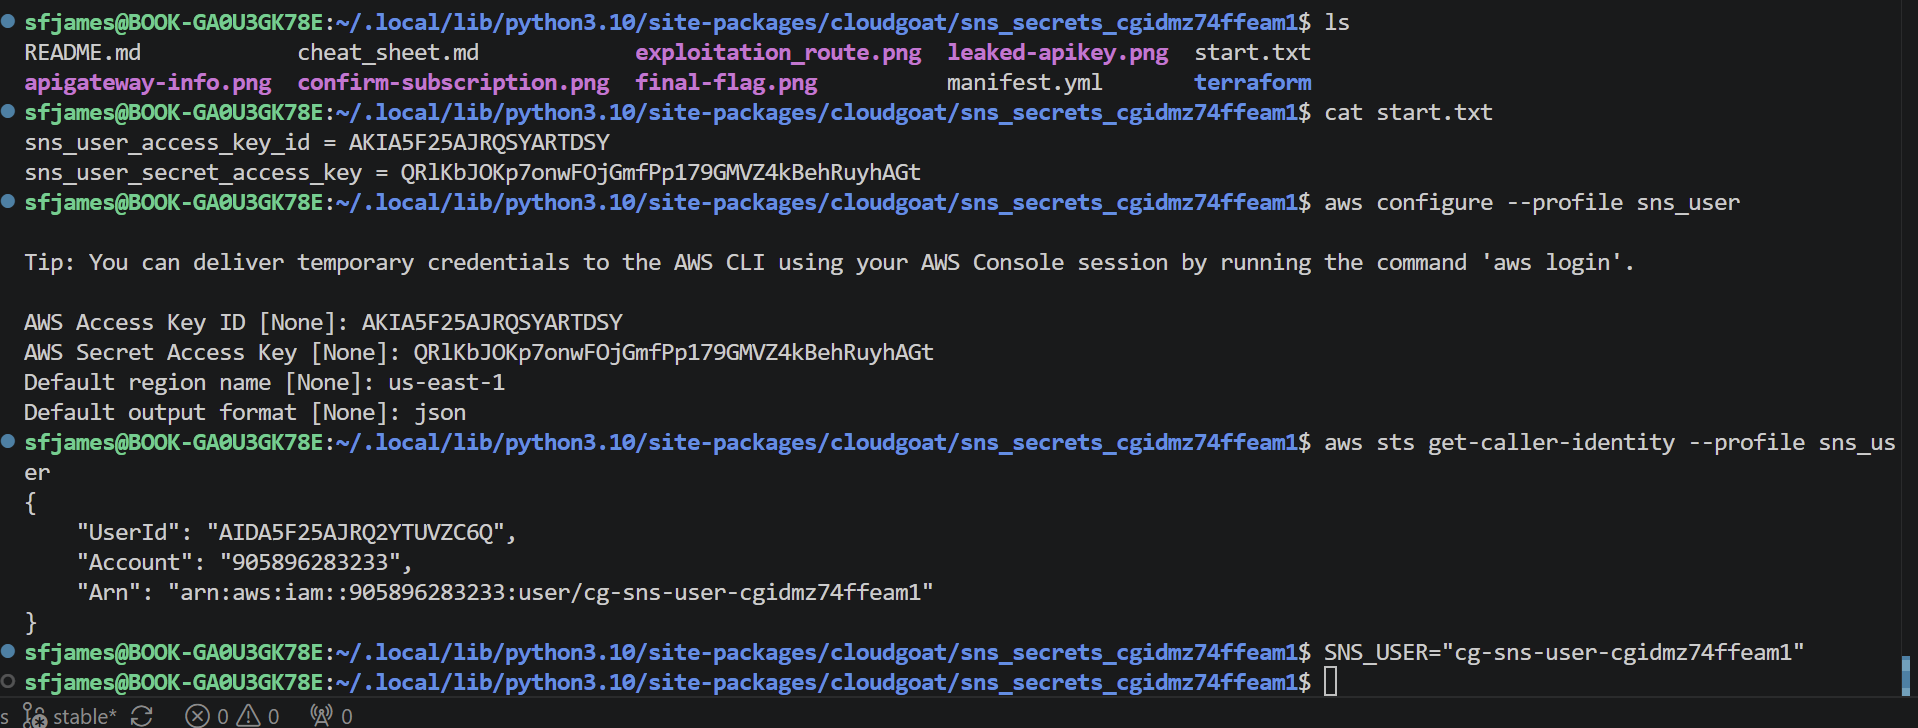 sfjames@BOOK-GA0U3GK78E:~/.local/lib/python3.10/site-packages/cloudgoat/sns_secrets_cgidmz74ffeam1$ ls
README.md cheat_sheet.md exploitation_route.png leaked-apikey.png start.txt
apigateway-info.png confirm-subscription.png final-flag.png manifest.yml terraform
sfjames@BOOK-GA0U3GK78E:~/.local/lib/python3.10/site-packages/cloudgoat/sns_secrets_cgidmz74ffeam1$ cat start.txt
sns_user_access_key_id = AKIA5F25AJRQSYARTDSY
sns_user_secret_access_key = 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
sfjames@BOOK-GA0U3GK78E:~/.local/lib/python3.10/site-packages/cloudgoat/sns_secrets_cgidmz74ffeam1$ aws configure --profile sns_user
Tip: You can deliver temporary credentials to the AWS CLI using your AWS Console session by running the command 'aws login'.
AWS Access Key ID [None]: AKIA5F25AJRQSYARTDSY
AWS Secret Access Key [None]: QRlKbJOKp7onwFOjGmfPp179GMVZ4kBehRuyhAGt
Default region name [None]: us-east-1
Default output format [None]: json
sfjames@BOOK-GA0U3GK78E:~/.local/lib/python3.10/site-packages/cloudgoat/sns_secrets_cgidmz74ffeam1$ aws sts get-caller-identity --profile sns_us
er
{
    "UserId": "AIDA5F25AJRQ2YTUVZC6Q",
    "Account": "905896283233",
    "Arn": "arn:aws:iam::905896283233:user/cg-sns-user-cgidmz74ffeam1"
}
sfjames@BOOK-GA0U3GK78E:~/.local/lib/python3.10/site-packages/cloudgoat/sns_secrets_cgidmz74ffeam1$ SNS_USER="cg-sns-user-cgidmz74ffeam1"
sfjames@BOOK-GA0U3GK78E:~/.local/lib/python3.10/site-packages/cloudgoat/sns_secrets_cgidmz74ffeam1$
s stable* 0 0 0